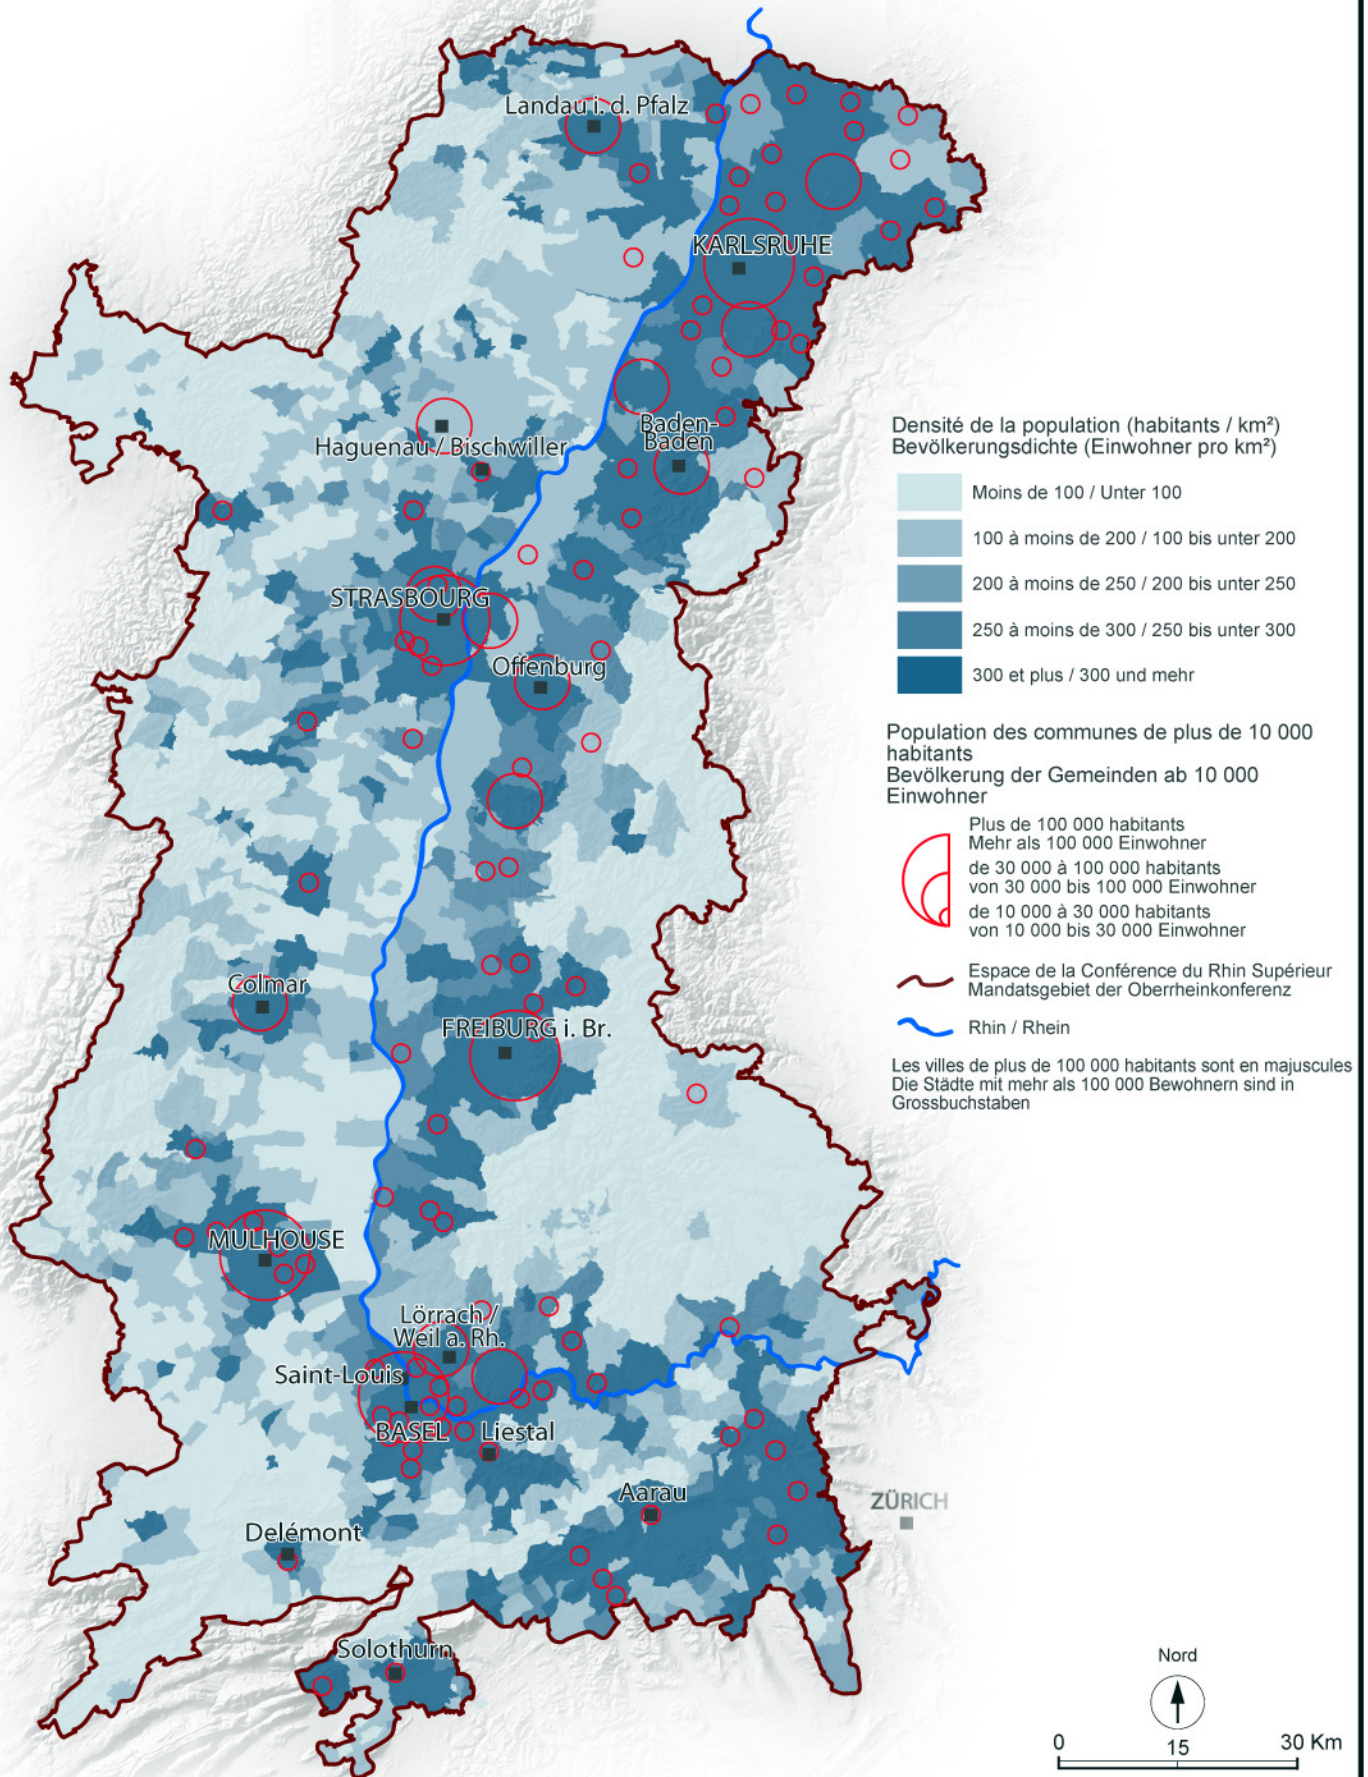 Landau i. d. Pfalz
KARLSRUHE
Baden-
Baden
Haguenau / Bischwiller
STRASBOURG
Offenburg
Colmar
FREIBURG i. Br.
MULHOUSE
Lörrach /
Weil a. Rh.
Saint-Louis
BASEL
Liestal
Aarau
ZÜRICH
Delémont
Solothurn
Densité de la population (habitants / km²)
Bevölkerungsdichte (Einwohner pro km²)
Moins de 100 / Unter 100
100 à moins de 200 / 100 bis unter 200
200 à moins de 250 / 200 bis unter 250
250 à moins de 300 / 250 bis unter 300
300 et plus / 300 und mehr
Population des communes de plus de 10 000
habitants
Bevölkerung der Gemeinden ab 10 000
Einwohner
Plus de 100 000 habitants
Mehr als 100 000 Einwohner
de 30 000 à 100 000 habitants
von 30 000 bis 100 000 Einwohner
de 10 000 à 30 000 habitants
von 10 000 bis 30 000 Einwohner
Espace de la Conférence du Rhin Supérieur
Mandatsgebiet der Oberrheinkonferenz
Rhin / Rhein
Les villes de plus de 100 000 habitants sont en majuscules
Die Städte mit mehr als 100 000 Bewohnern sind in
Grossbuchstaben
Nord
0 15 30 Km